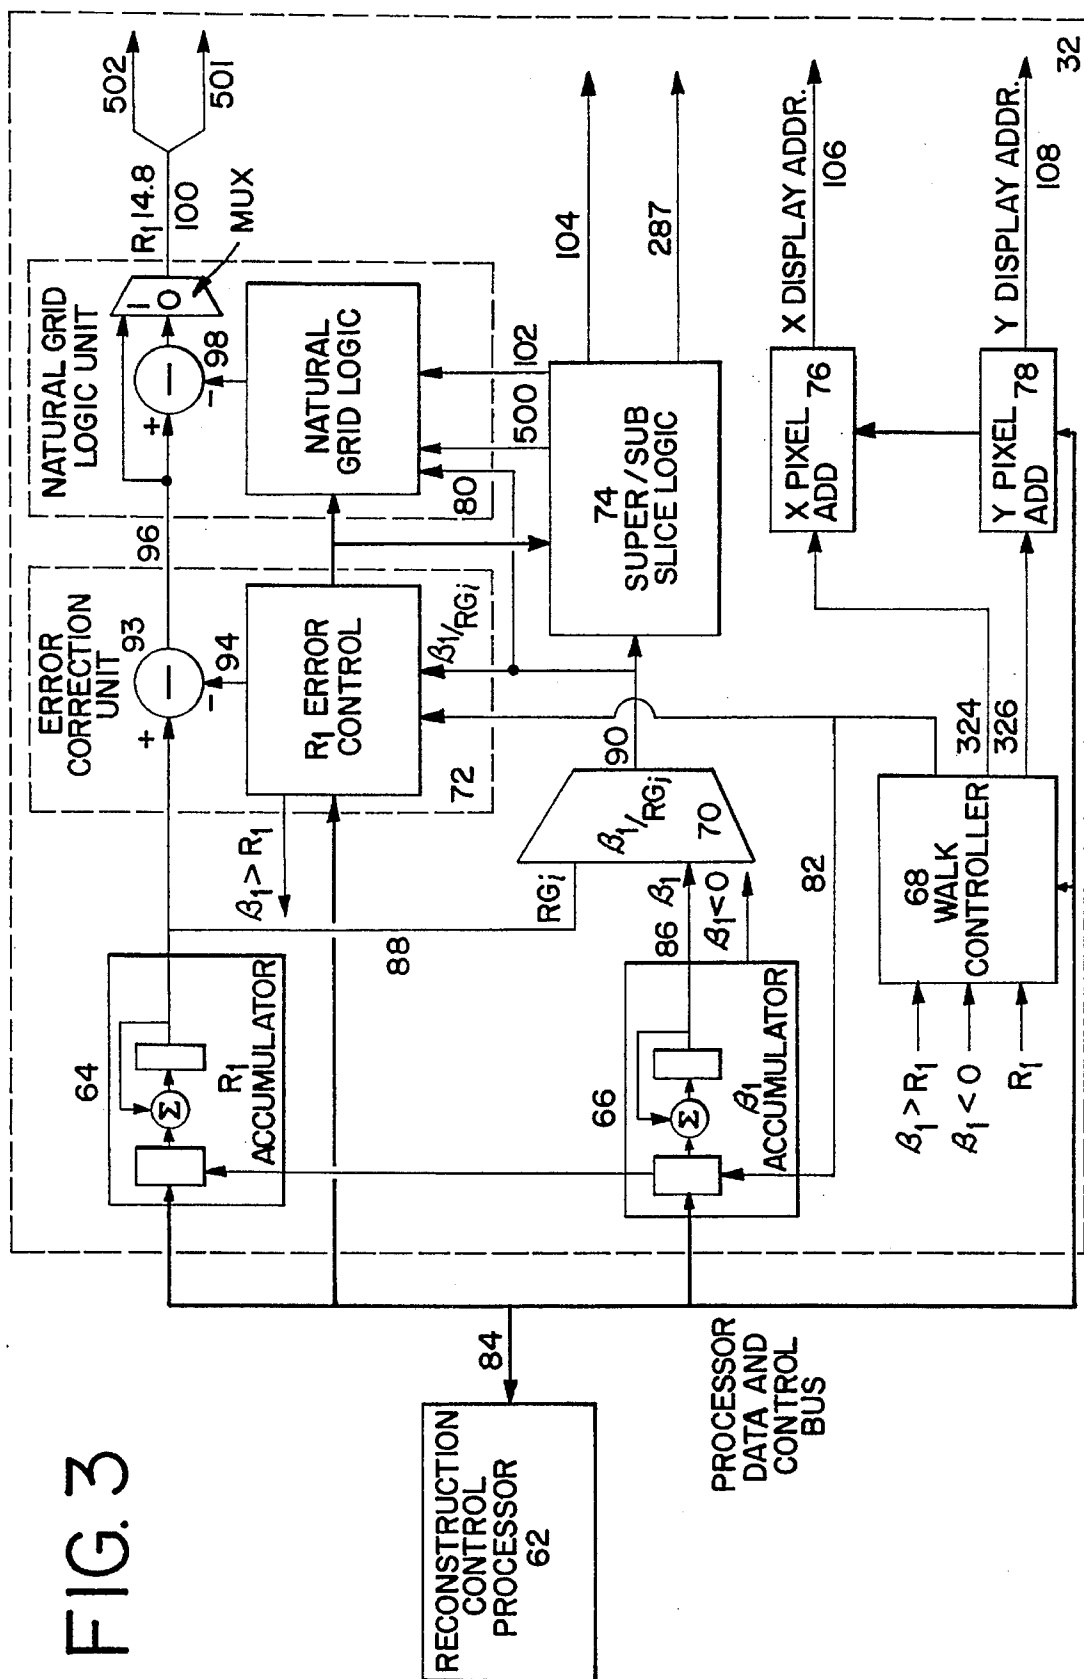 FIG. 3
RECONSTRUCTION
CONTROL
PROCESSOR
62
84
PROCESSOR
DATA AND
CONTROL
BUS
64
R1
ACCUMULATOR
Σ
66
β1
ACCUMULATOR
Σ
88
RGi
86
β1
β1<0
β1/RGi
70
90
82
β1>R1
β1<0
R1
68
WALK
CONTROLLER
324
326
ERROR
CORRECTION
UNIT
+
−
93
−
94
R1 ERROR
CONTROL
72
β1>R1
β1/RGi
96
NATURAL GRID
LOGIC UNIT
+
−
−
98
1
0
MUX
NATURAL
GRID LOGIC
80
500
102
74
SUPER/SUB
SLICE LOGIC
X PIXEL
ADD
76
Y PIXEL
ADD
78
R1 14.8
100
502
501
104
287
X DISPLAY ADDR.
106
Y DISPLAY ADDR.
108
32